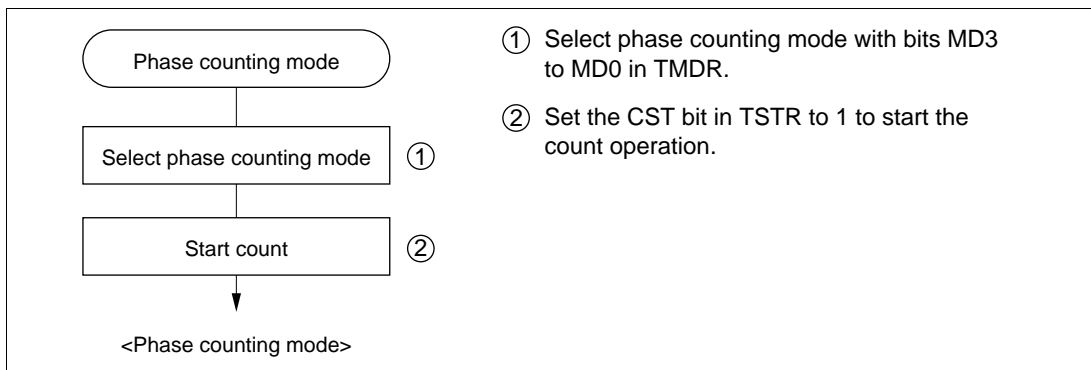 Phase counting mode
Select phase counting mode ①
Start count ②
<Phase counting mode>
① Select phase counting mode with bits MD3
to MD0 in TMDR.
② Set the CST bit in TSTR to 1 to start the
count operation.